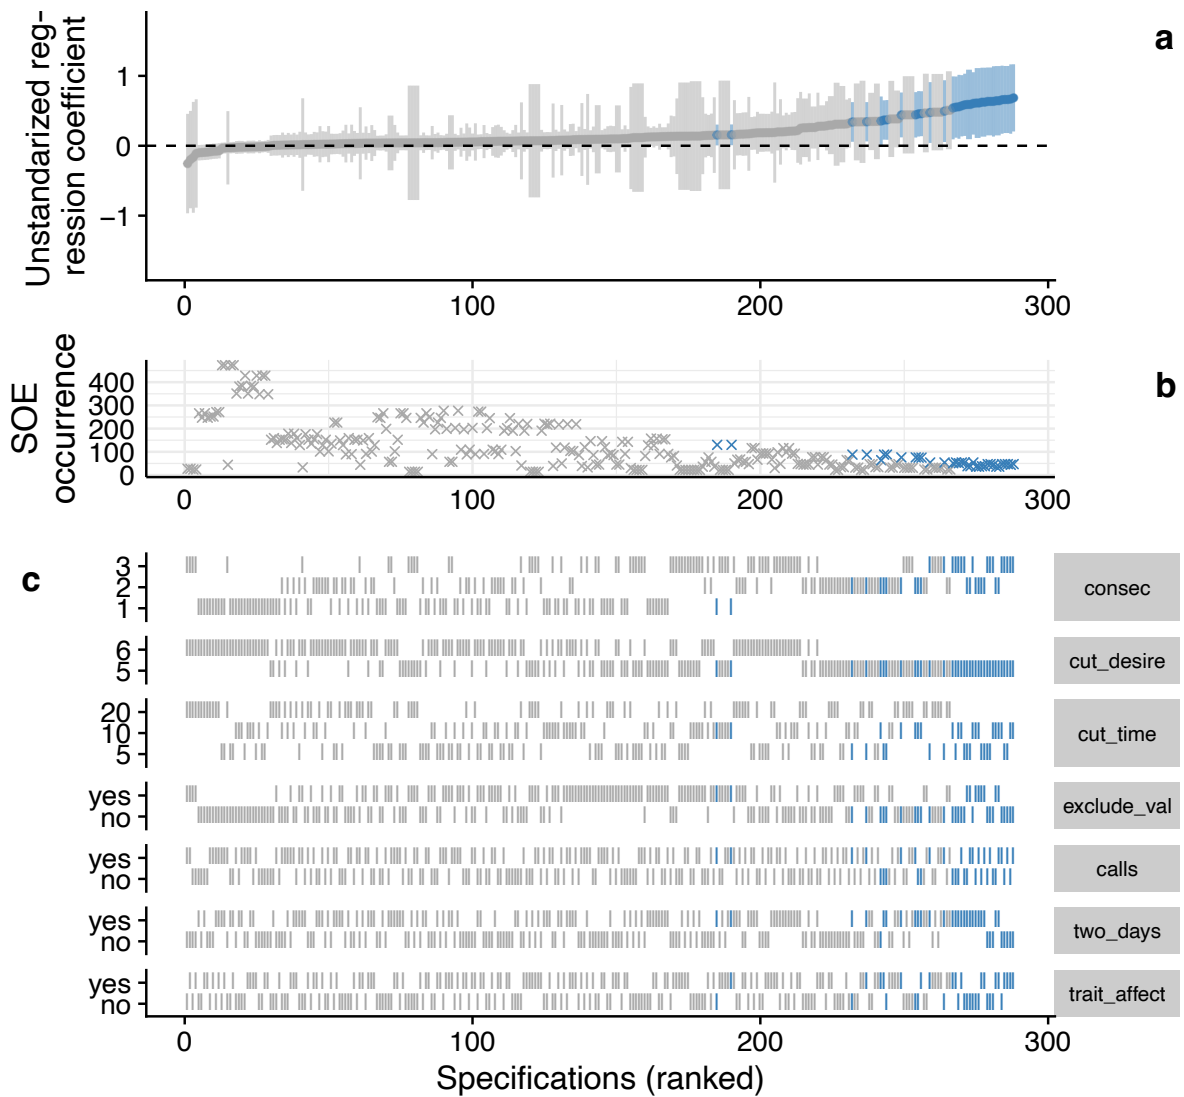 a
Unstandarized reg-
ression coefficient
1
0
−1
0 100 200 300
b
SOE
occurrence
400
300
200
100
0
0 100 200 300
c
3
2
1
consec
6
5
cut_desire
20
10
5
cut_time
yes
no
exclude_val
yes
no
calls
yes
no
two_days
yes
no
trait_affect
0 100 200 300
Specifications (ranked)